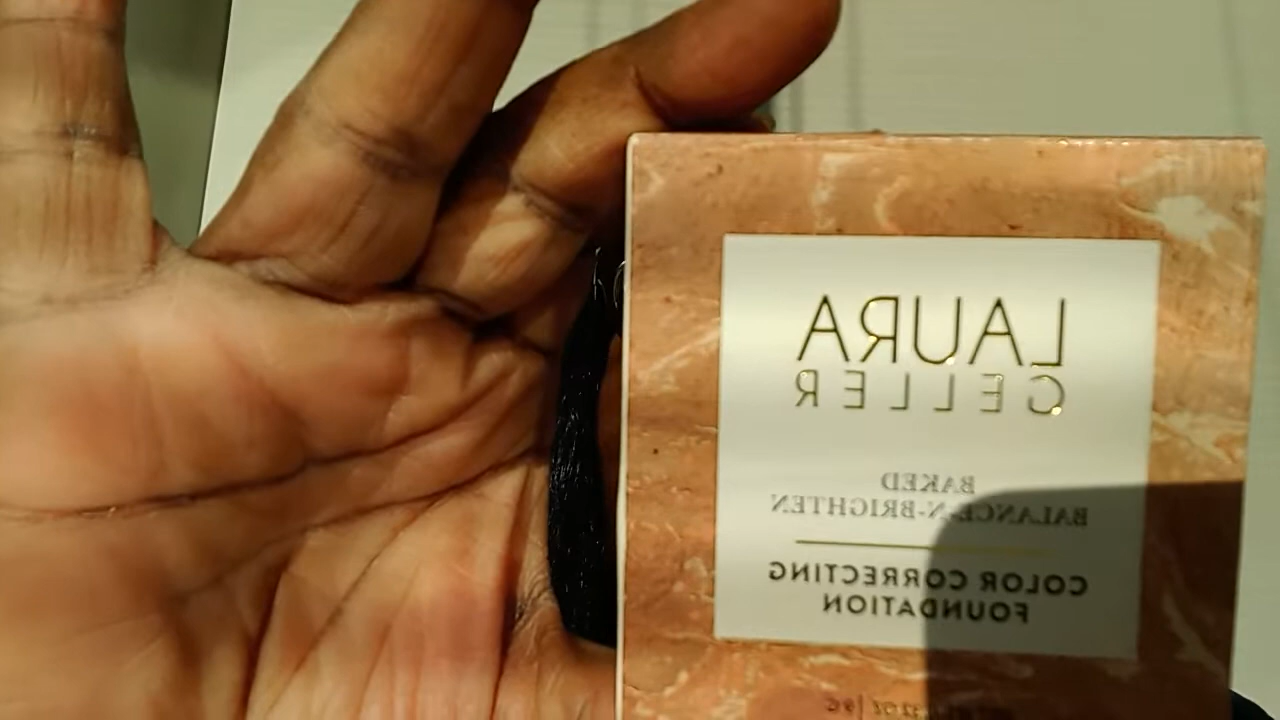 LAURA
GELLER
BAKED
BALANCE-N-BRIGHTEN
COLOR CORRECTING
FOUNDATION